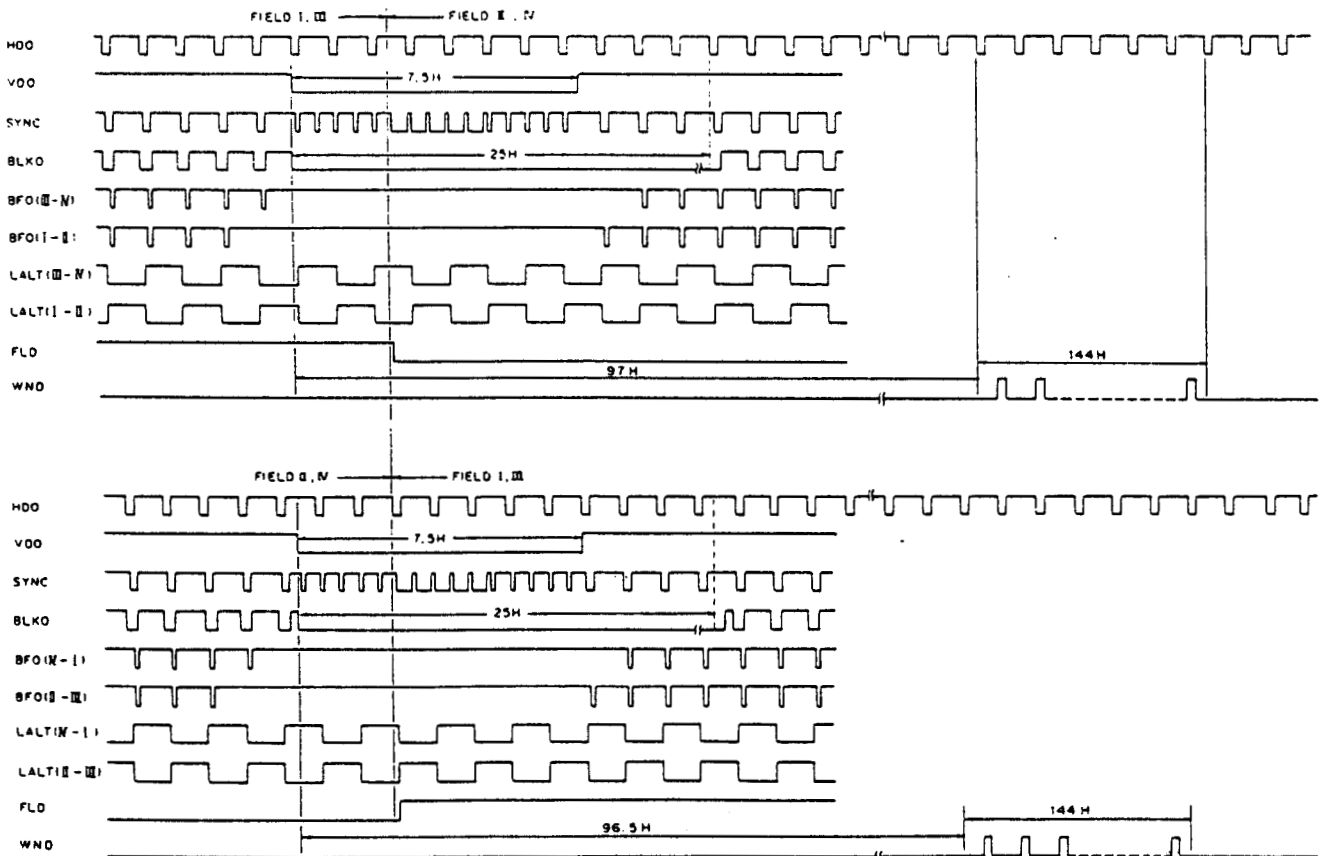 FIELD I, III FIELD II, IV
HDO
VDO
7.5H
SYNC
BLKO
25H
BFO(III-IV)
BFO(I-II)
LALT(III-IV)
LALT(I-II)
FLD
144H
97H
WND
FIELD II, IV FIELD I, III
HDO
VDO
7.5H
SYNC
BLKO
25H
BFO(IV-I)
BFO(II-III)
LALT(IV-I)
LALT(II-III)
FLD
144H
96.5H
WND